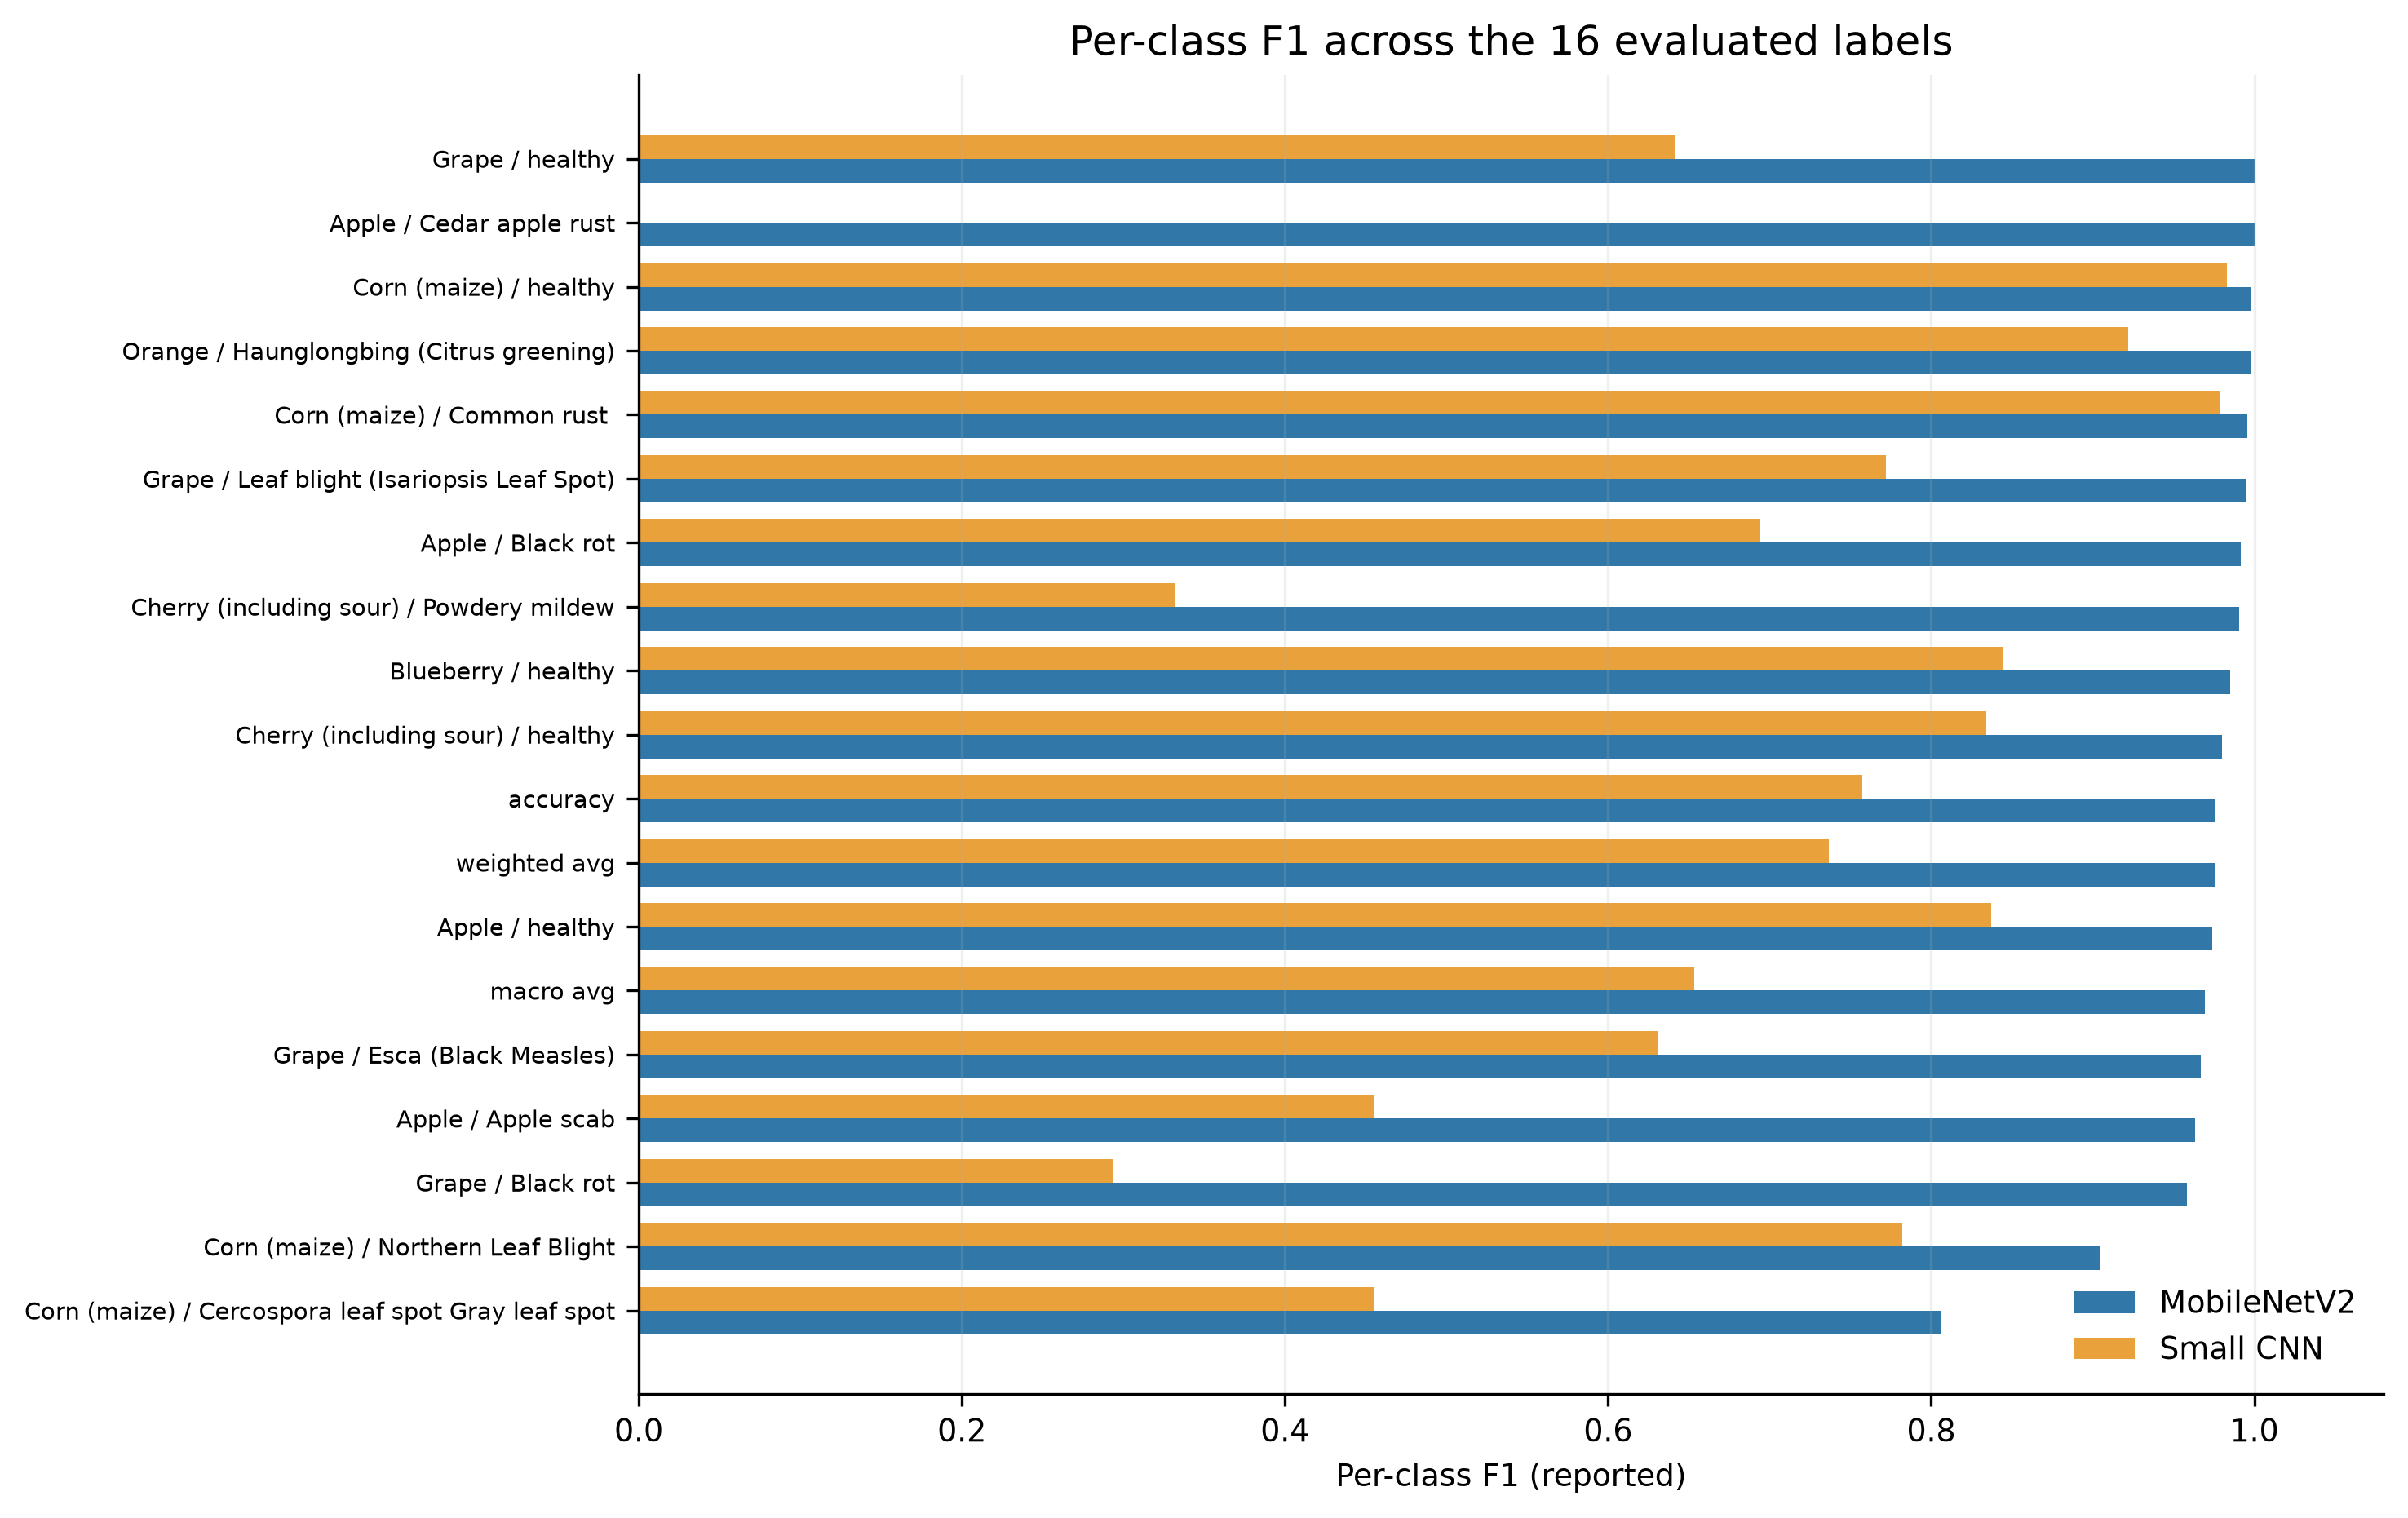 Per-class F1 across the 16 evaluated labels
Grape / healthy
Apple / Cedar apple rust
Corn (maize) / healthy
Orange / Haunglongbing (Citrus greening)
Corn (maize) / Common rust
Grape / Leaf blight (Isariopsis Leaf Spot)
Apple / Black rot
Cherry (including sour) / Powdery mildew
Blueberry / healthy
Cherry (including sour) / healthy
accuracy
weighted avg
Apple / healthy
macro avg
Grape / Esca (Black Measles)
Apple / Apple scab
Grape / Black rot
Corn (maize) / Northern Leaf Blight
Corn (maize) / Cercospora leaf spot Gray leaf spot
MobileNetV2
Small CNN
0.0 0.2 0.4 0.6 0.8 1.0
Per-class F1 (reported)